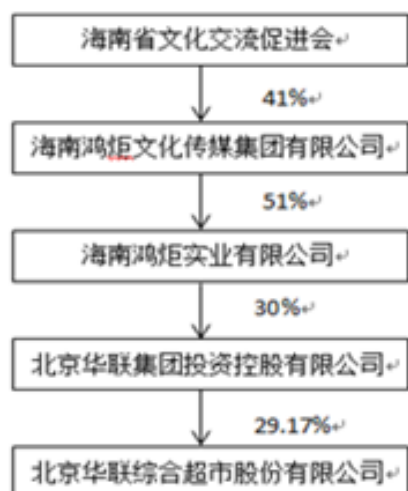 海南省文化交流促进会
41%
海南鸿炬文化传媒集团有限公司
51%
海南鸿炬实业有限公司
30%
北京华联集团投资控股有限公司
29.17%
北京华联综合超市股份有限公司